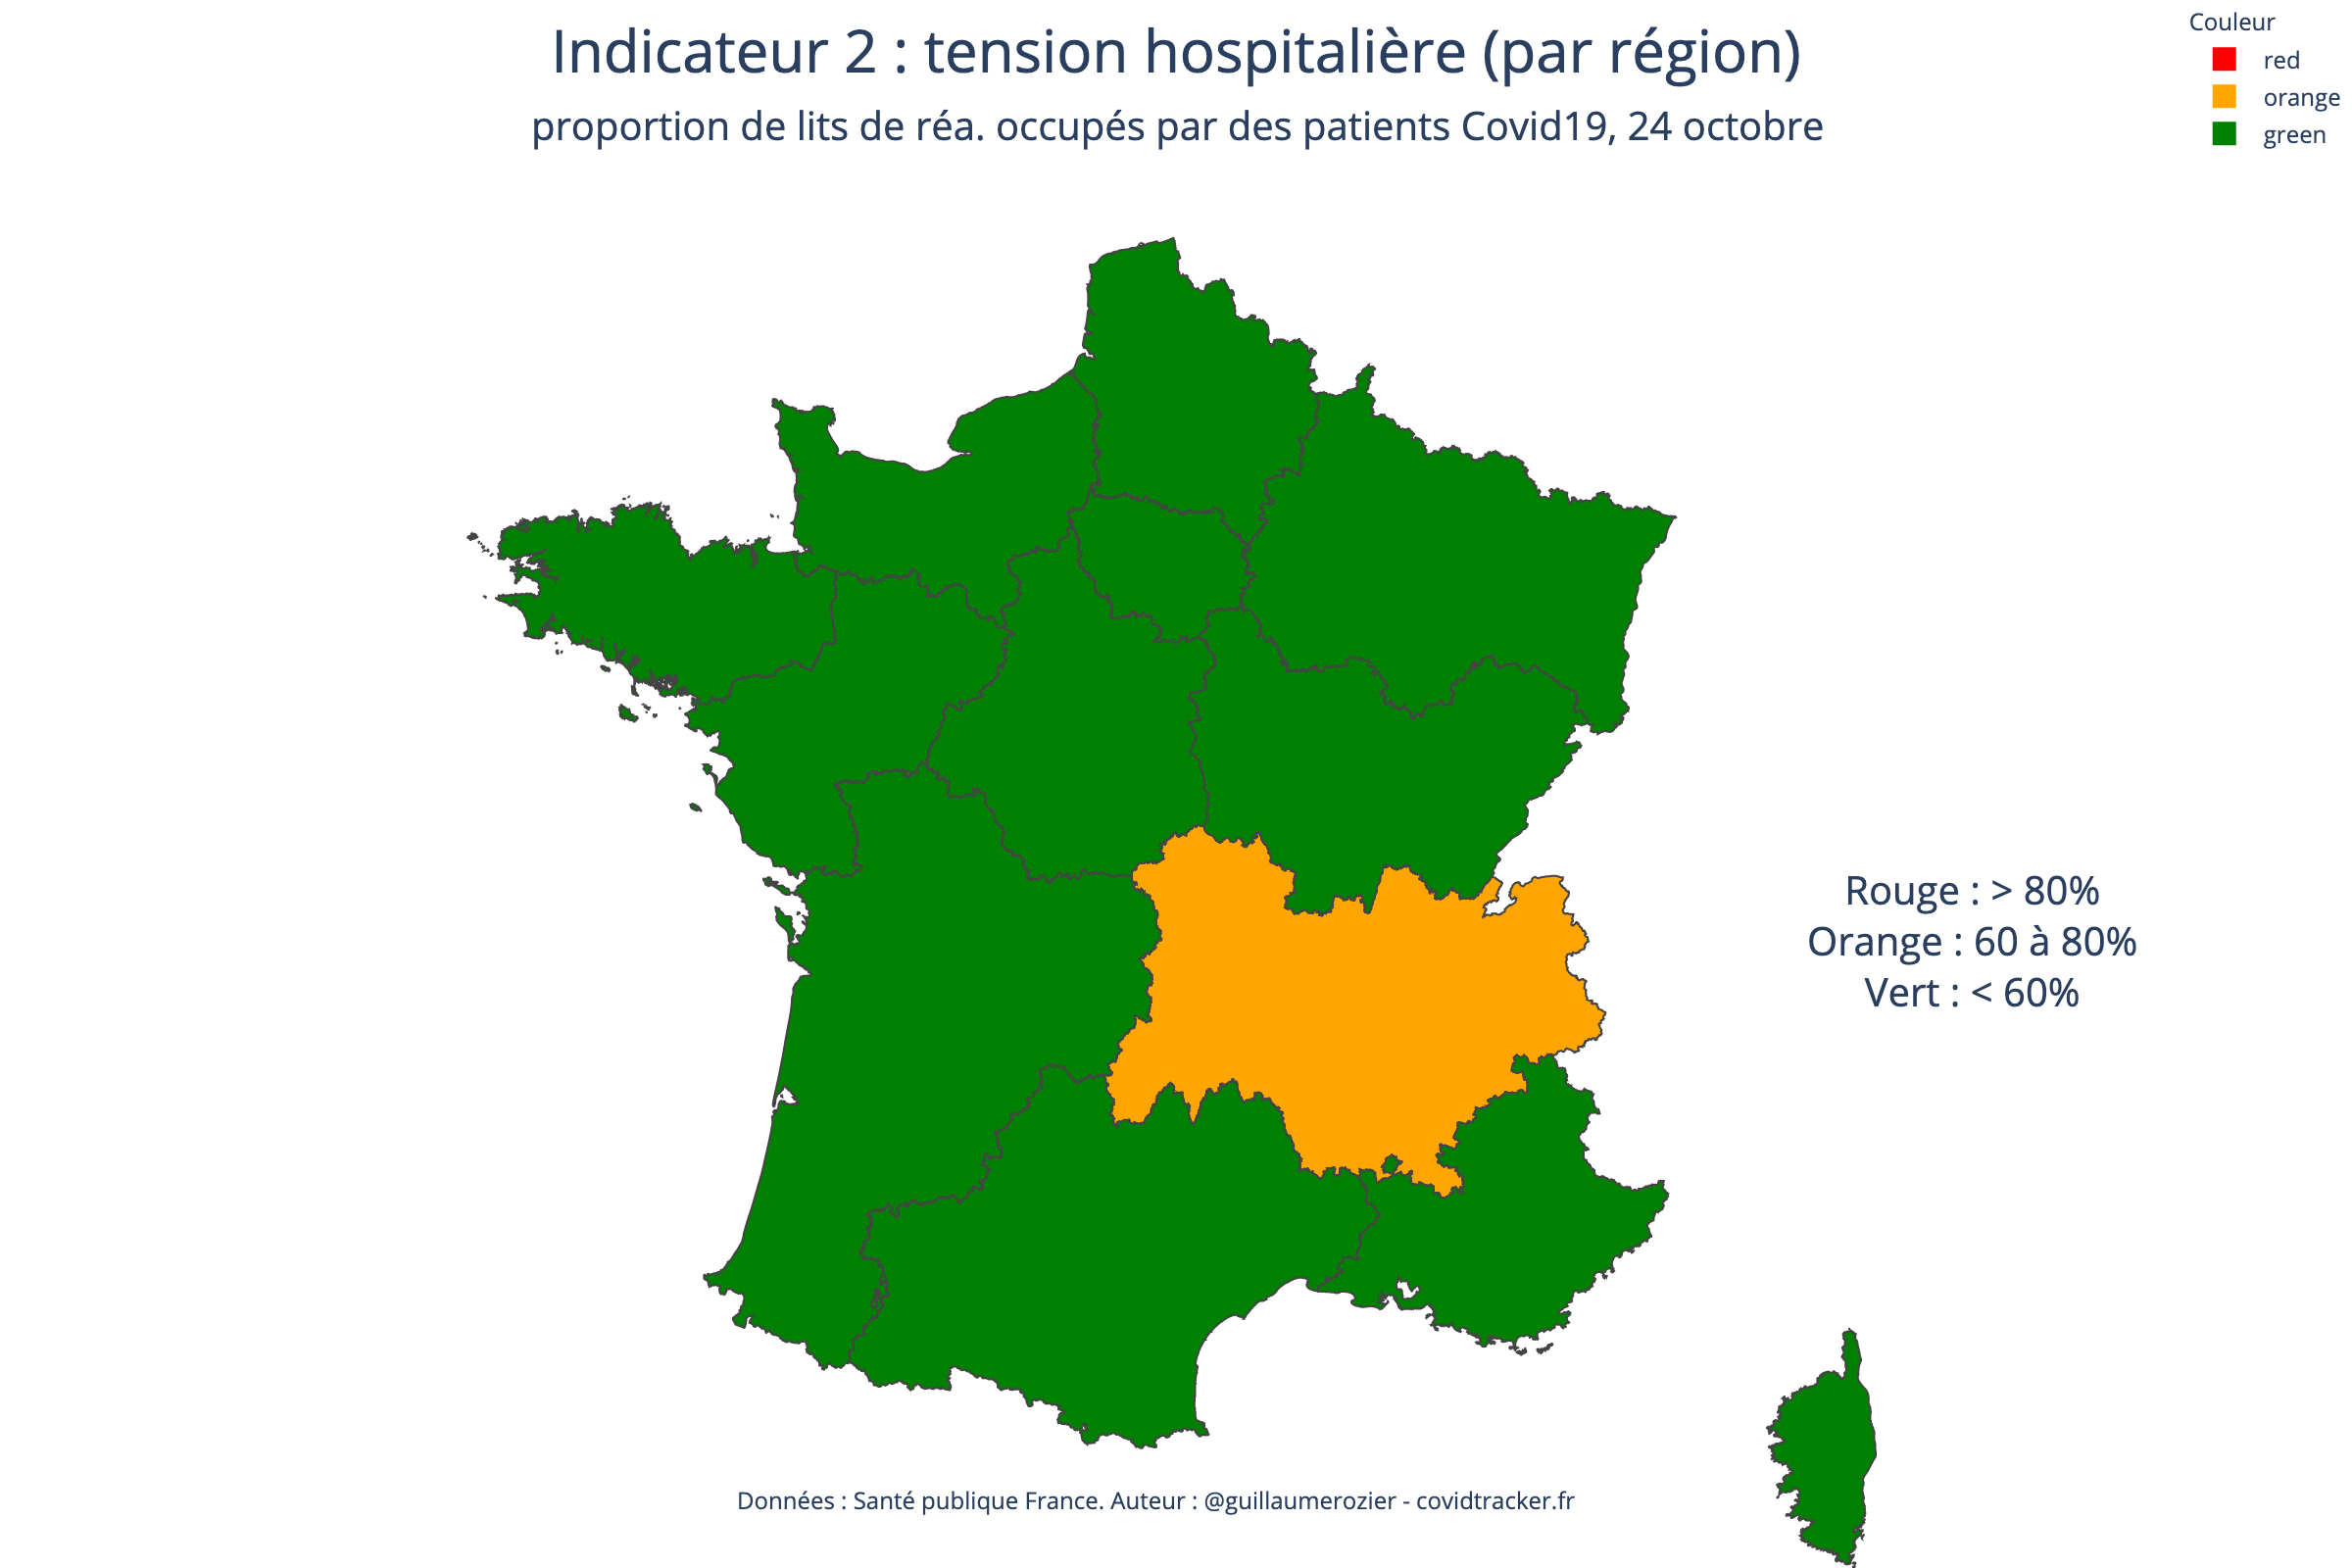 Indicateur 2 : tension hospitalière (par région)
proportion de lits de réa. occupés par des patients Covid19, 24 octobre
Couleur
red
orange
green
Rouge : > 80%
Orange : 60 à 80%
Vert : < 60%
Données : Santé publique France. Auteur : @guillaumerozier - covidtracker.fr